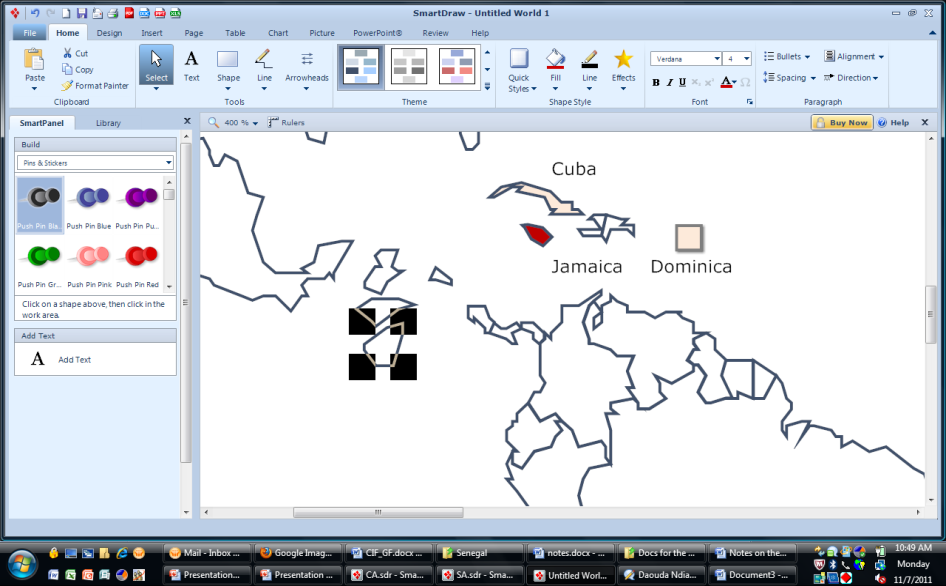 SmartDraw - Untitled World 1
File Home Design Insert Page Table Chart Picture PowerPoint® Review Help
Paste
Cut
Copy
Format Painter
Clipboard
Select
Text
Shape
Line
Arrowheads
Tools
Theme
Quick Styles
Fill
Line
Effects
Shape Style
Verdana 4
B I U
Font
Bullets Alignment
Spacing Direction
Paragraph
SmartPanel Library
400 % Rulers
Buy Now Help
Build
Pins & Stickers
Push Pin Bla... Push Pin Blue Push Pin Pu...
Push Pin Gr... Push Pin Pink Push Pin Red
Click on a shape above, then click in the
work area.
Add Text
A Add Text
Cuba
Jamaica Dominica
Mail - Inbox ... Google Imag... CIF_GF.docx ... Senegal notes.docx - ... Docs for the ... Notes on the...
Presentation... Presentation ... CA.sdr - Sma... SA.sdr - Sma... Untitled Worl... Daouda Ndia... Document3 - ...
10:49 AM
Monday
11/7/2011